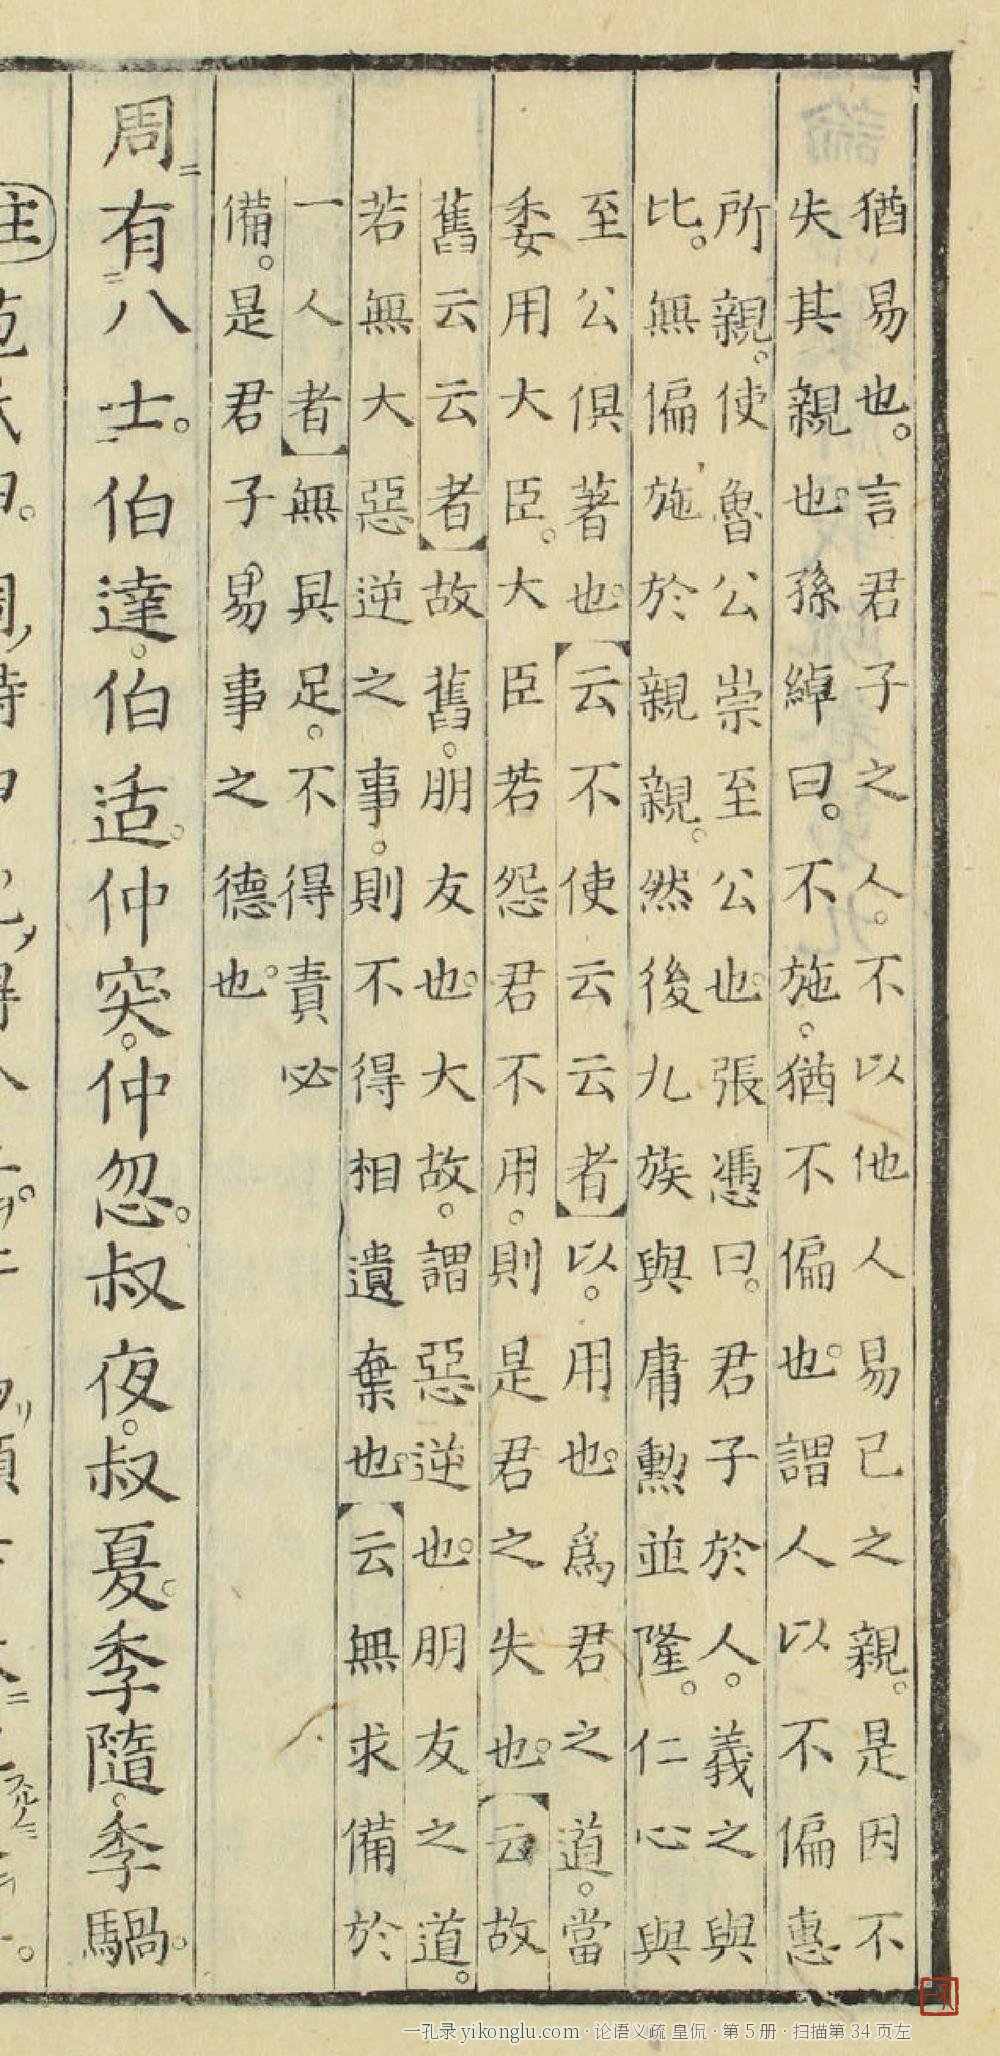 猶易也。言君子之人。不以他人易己之親。是因不
失其親也。孫綽曰。不施。猶不偏也。謂人以不偏惠
所親。使魯公崇至公也。張憑曰。君子於人。義之與
比。無偏施於親親。然後九族與庸勲並隆。仁心與
至公俱著也。云不使云云者以。用也。爲君之道。當
委用大臣。大臣若怨君不用。則是君之失也。云故
舊云云者故舊。朋友也。大故。謂惡逆也。朋友之道。
若無大惡逆之事。則不得相遺棄也。云無求備於
一人者無具足。不得責必
備。是君子易事之德也。
周有八士。伯達。伯适。仲突。仲忽。叔夜。叔夏。季隨。季騧。
一孔录 yikonglu.com · 论语义疏 皇侃 · 第 5 册 · 扫描第 34 页左